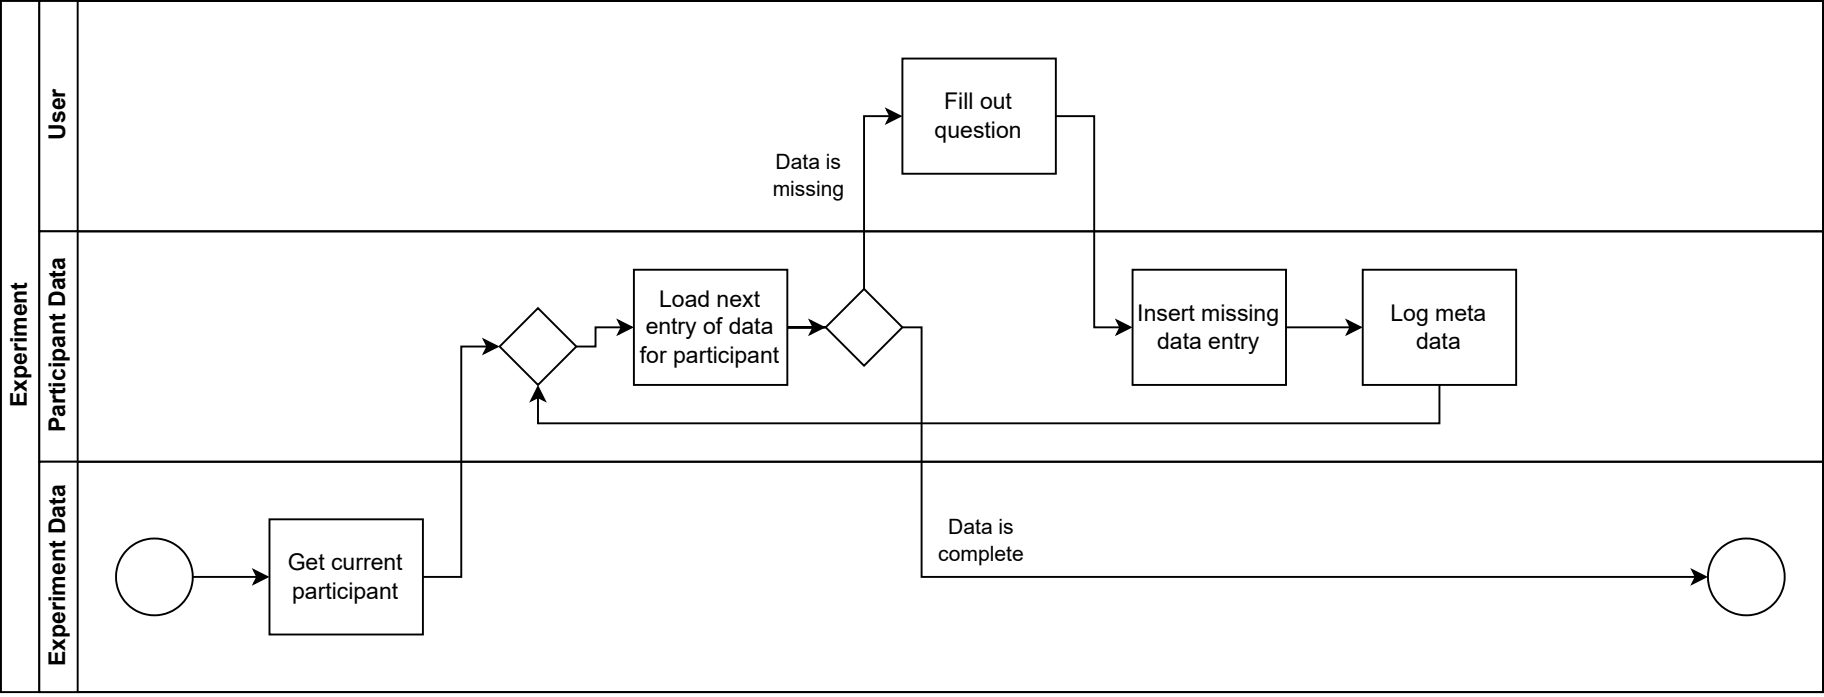 Experiment
User
Fill out
question
Data is
missing
Participant Data
Load next
entry of data
for participant
Insert missing
data entry
Log meta
data
Experiment Data
Get current
participant
Data is
complete